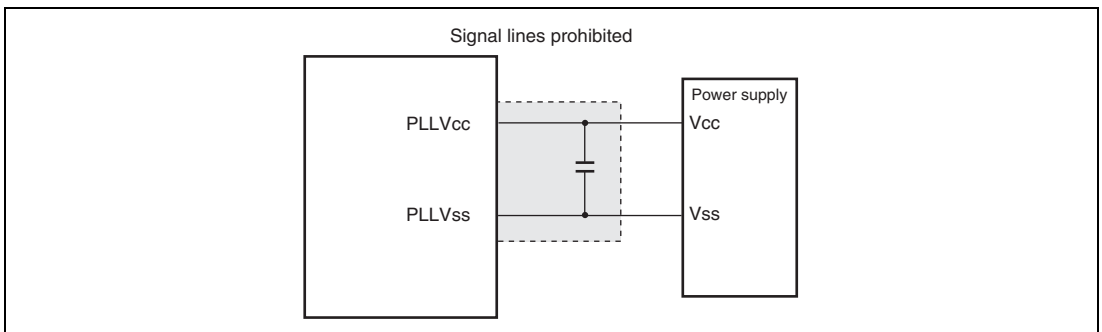 Signal lines prohibited
Power supply
PLLVcc
Vcc
PLLVss
Vss